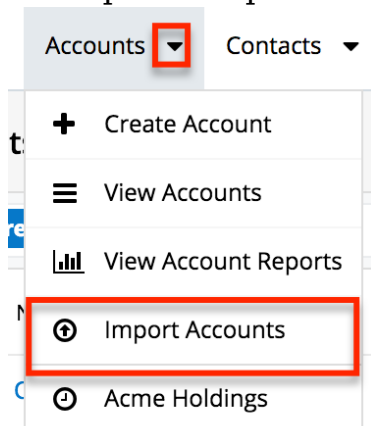 Accounts Contacts
Create Account
View Accounts
View Account Reports
Import Accounts
Acme Holdings